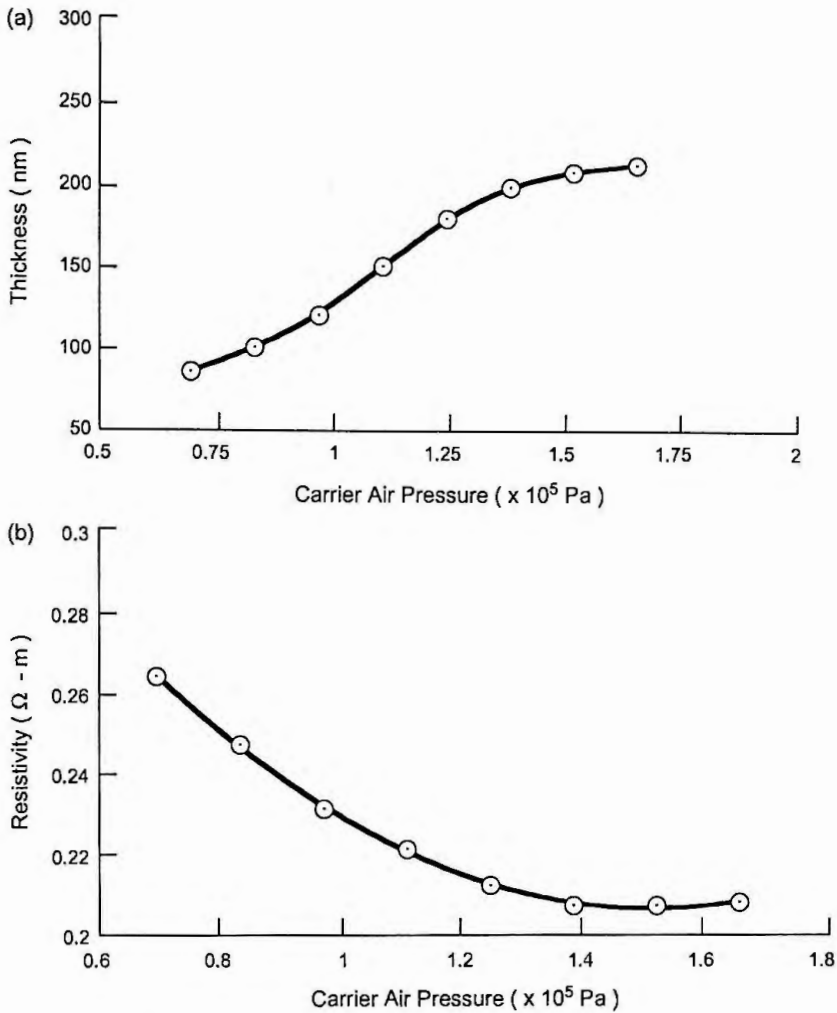 (a)
300
250
200
150
100
50
Thickness ( nm )
0.5 0.75 1 1.25 1.5 1.75 2
Carrier Air Pressure ( x 10⁵ Pa )
(b)
0.3
0.28
0.26
0.24
0.22
0.2
Resistivity ( Ω - m )
0.6 0.8 1 1.2 1.4 1.6 1.8
Carrier Air Pressure ( x 10⁵ Pa )